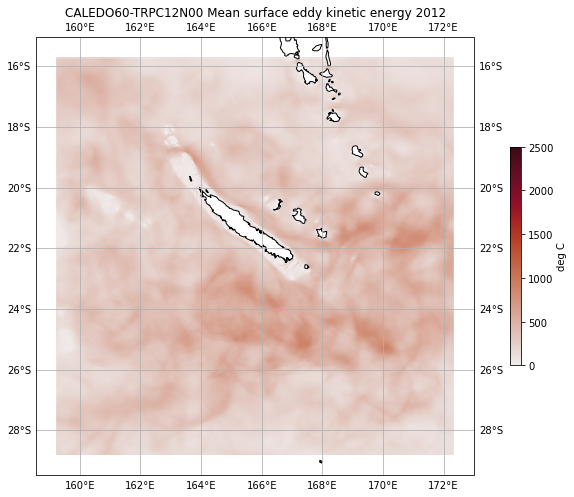 CALEDO60-TRPC12N00 Mean surface eddy kinetic energy 2012
160°E 162°E 164°E 166°E 168°E 170°E 172°E
16°S 16°S
18°S 18°S
20°S 20°S
22°S 22°S
24°S 24°S
26°S 26°S
28°S 28°S
160°E 162°E 164°E 166°E 168°E 170°E 172°E
2500
2000
1500
1000
500
0
deg C